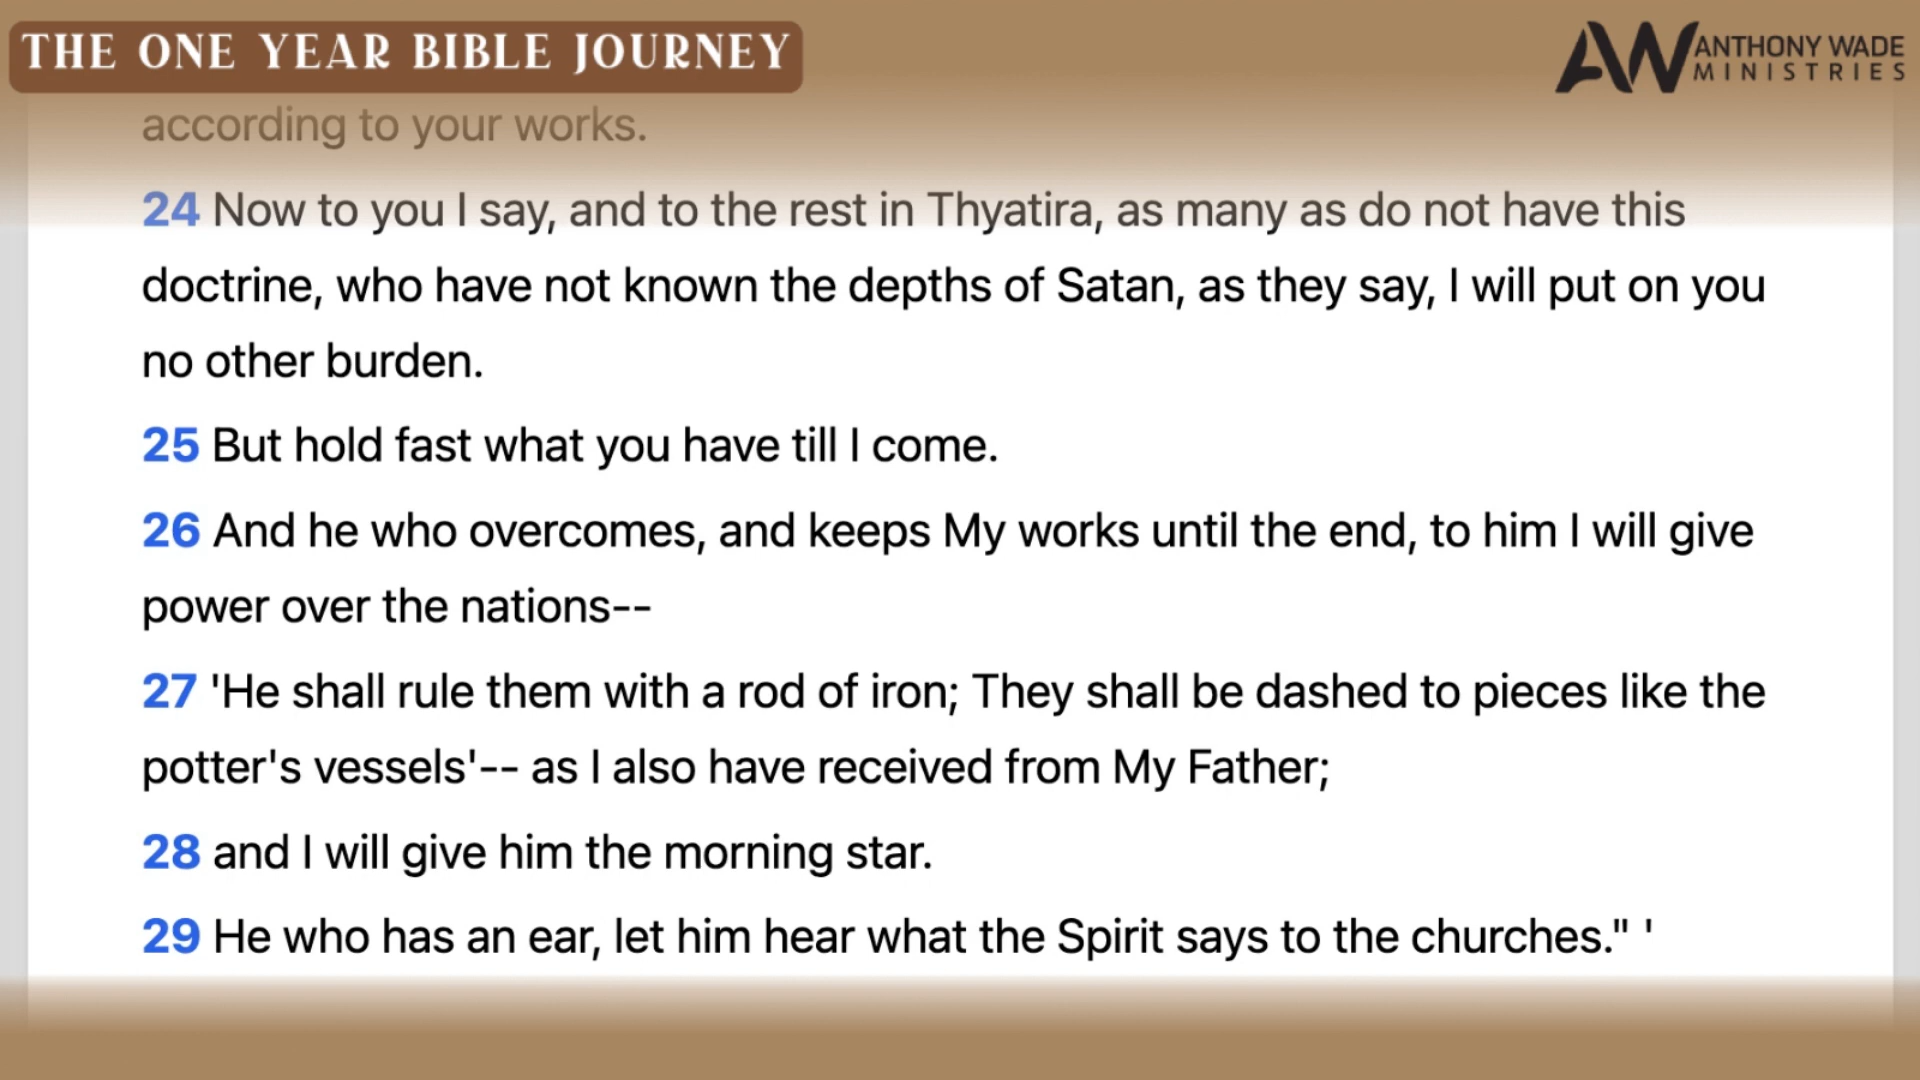 THE ONE YEAR BIBLE JOURNEY
AW ANTHONY WADE
MINISTRIES
according to your works.
24 Now to you I say, and to the rest in Thyatira, as many as do not have this
doctrine, who have not known the depths of Satan, as they say, I will put on you
no other burden.
25 But hold fast what you have till I come.
26 And he who overcomes, and keeps My works until the end, to him I will give
power over the nations--
27 'He shall rule them with a rod of iron; They shall be dashed to pieces like the
potter's vessels'-- as I also have received from My Father;
28 and I will give him the morning star.
29 He who has an ear, let him hear what the Spirit says to the churches." '